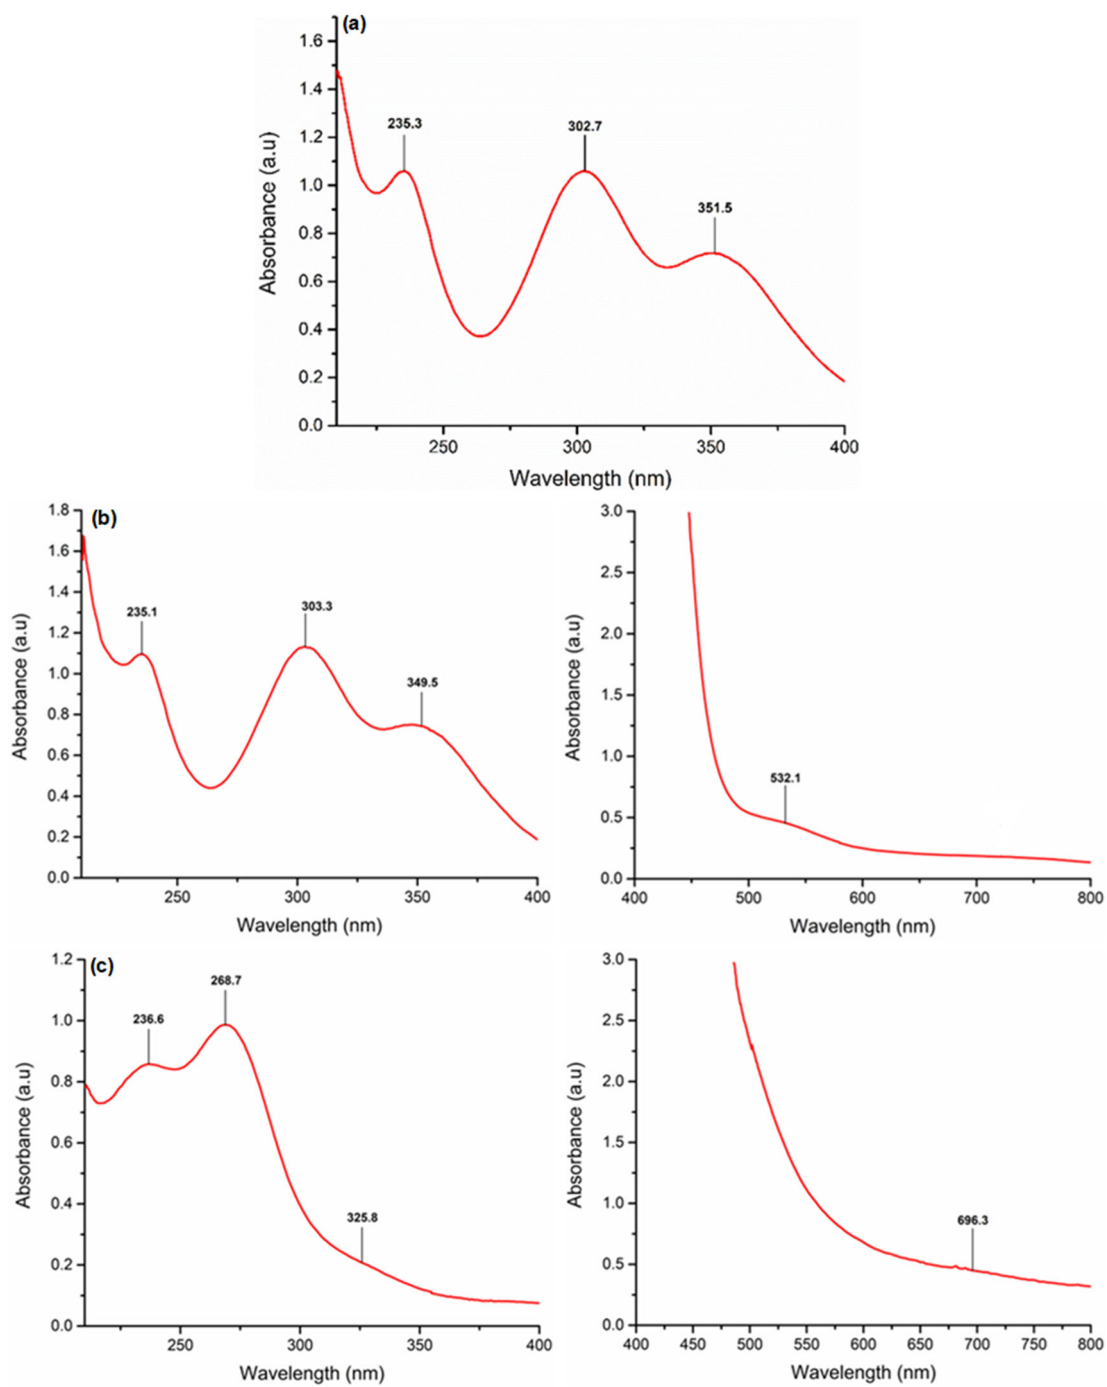 (a)
1.6
1.4
1.2
1.0
0.8
0.6
0.4
0.2
0.0
Absorbance (a.u)
235.3
302.7
351.5
250 300 350 400
Wavelength (nm)
(b)
1.8
1.6
1.4
1.2
1.0
0.8
0.6
0.4
0.2
0.0
Absorbance (a.u)
235.1
303.3
349.5
250 300 350 400
Wavelength (nm)
3.0
2.5
2.0
1.5
1.0
0.5
0.0
Absorbance (a.u)
532.1
400 500 600 700 800
Wavelength (nm)
(c)
1.2
1.0
0.8
0.6
0.4
0.2
0.0
Absorbance (a.u)
236.6
268.7
325.8
250 300 350 400
Wavelength (nm)
3.0
2.5
2.0
1.5
1.0
0.5
0.0
Absorbance (a.u)
696.3
400 450 500 550 600 650 700 750 800
Wavelength (nm)